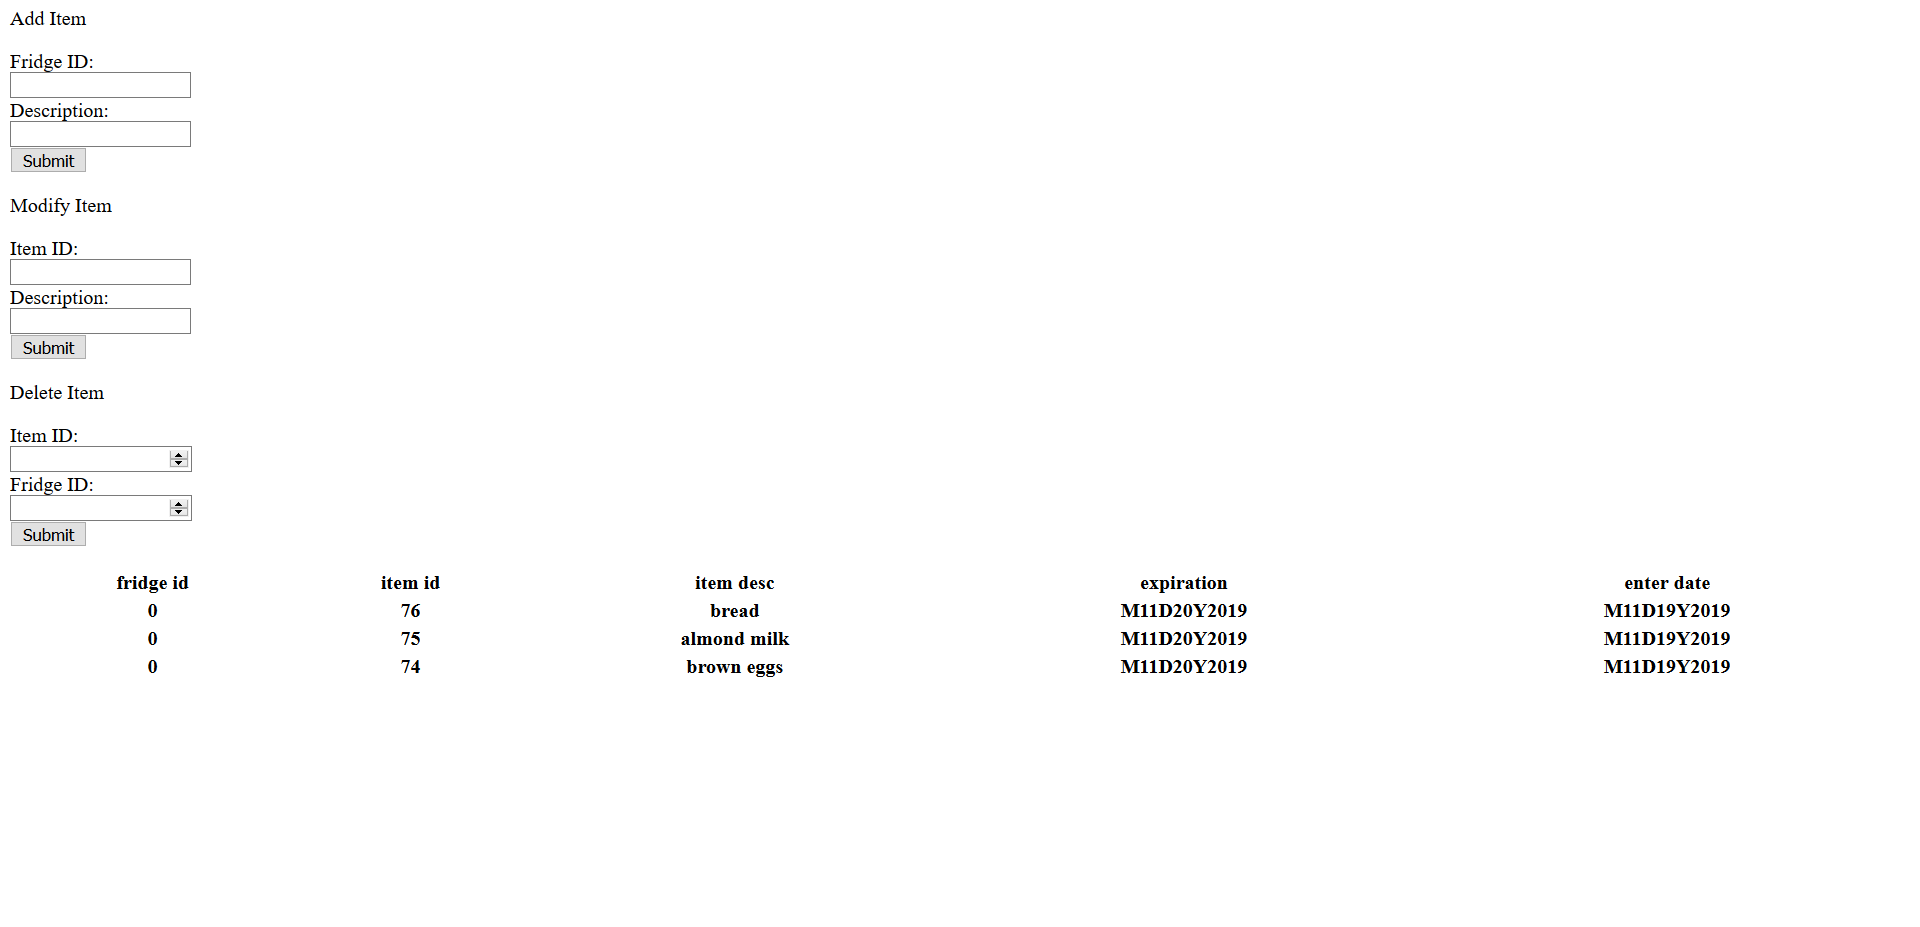 Add Item
Fridge ID:
Description:
Submit
Modify Item
Item ID:
Description:
Submit
Delete Item
Item ID:
Fridge ID:
Submit
fridge id item id item desc expiration enter date
0 76 bread M11D20Y2019 M11D19Y2019
0 75 almond milk M11D20Y2019 M11D19Y2019
0 74 brown eggs M11D20Y2019 M11D19Y2019